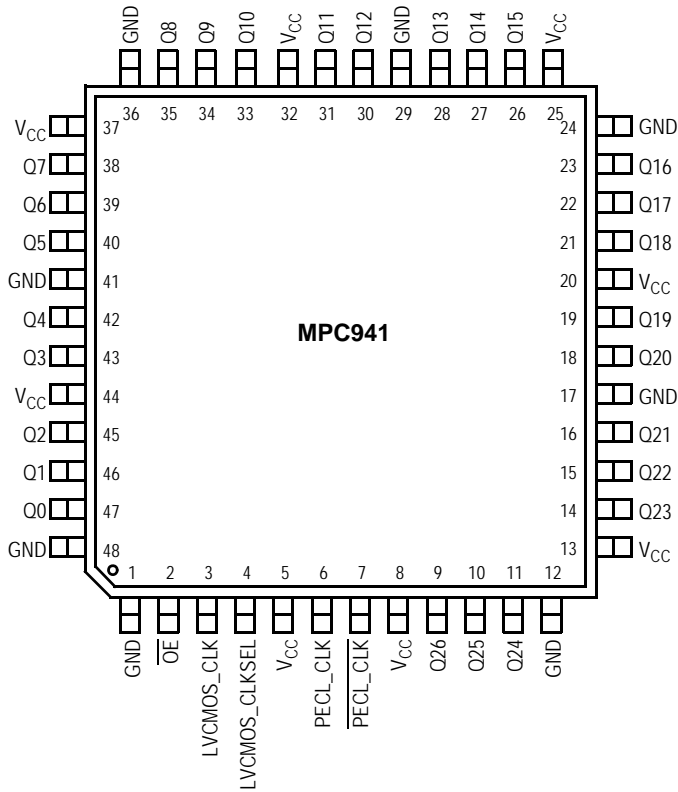 GND
Q8
Q9
Q10
VCC
Q11
Q12
GND
Q13
Q14
Q15
VCC
36 35 34 33 32 31 30 29 28 27 26 25
VCC 37 24 GND
Q7 38 23 Q16
Q6 39 22 Q17
Q5 40 21 Q18
GND 41 20 VCC
Q4 42 19 Q19
MPC941
Q3 43 18 Q20
VCC 44 17 GND
Q2 45 16 Q21
Q1 46 15 Q22
Q0 47 14 Q23
GND 48 13 VCC
1 2 3 4 5 6 7 8 9 10 11 12
GND
OE
LVCMOS_CLK
LVCMOS_CLKSEL
VCC
PECL_CLK
PECL_CLK
VCC
Q26
Q25
Q24
GND